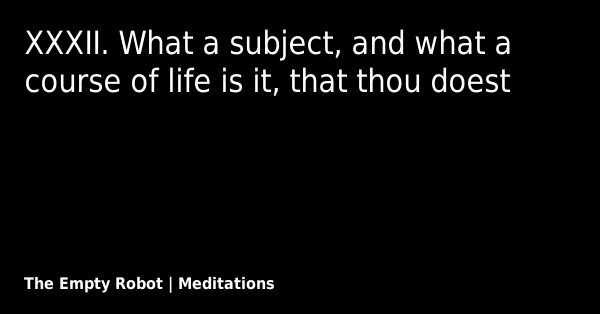 XXXII. What a subject, and what a
course of life is it, that thou doest
The Empty Robot | Meditations